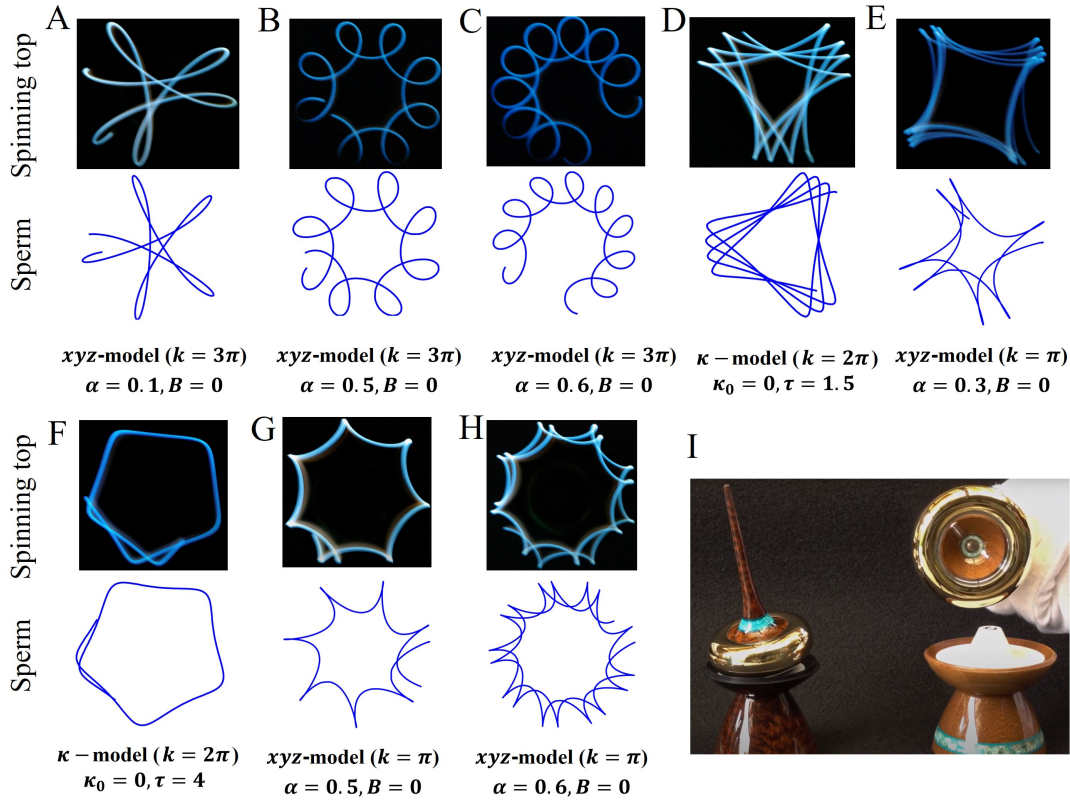 A
B
C
D
E
Spinning top
Sperm
xyz-model (k = 3π)
α = 0.1, B = 0
xyz-model (k = 3π)
α = 0.5, B = 0
xyz-model (k = 3π)
α = 0.6, B = 0
κ − model (k = 2π)
κ₀ = 0, τ = 1.5
xyz-model (k = π)
α = 0.3, B = 0
F
G
H
I
Spinning top
Sperm
κ − model (k = 2π)
κ₀ = 0, τ = 4
xyz-model (k = π)
α = 0.5, B = 0
xyz-model (k = π)
α = 0.6, B = 0